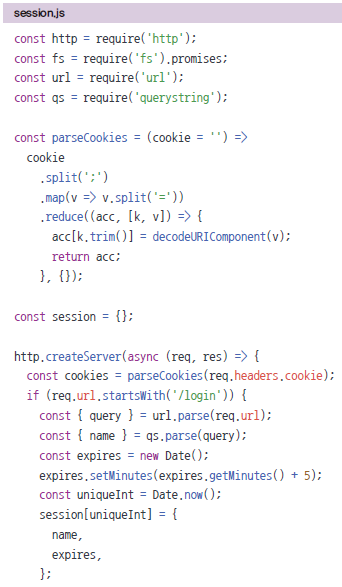 session.js
const http = require('http');
const fs = require('fs').promises;
const url = require('url');
const qs = require('querystring');
const parseCookies = (cookie = '') =>
cookie
.split(';')
.map(v => v.split('='))
.reduce((acc, [k, v]) => {
acc[k.trim()] = decodeURIComponent(v);
return acc;
}, {});
const session = {};
http.createServer(async (req, res) => {
const cookies = parseCookies(req.headers.cookie);
if (req.url.startsWith('/login')) {
const { query } = url.parse(req.url);
const { name } = qs.parse(query);
const expires = new Date();
expires.setMinutes(expires.getMinutes() + 5);
const uniqueInt = Date.now();
session[uniqueInt] = {
name,
expires,
};